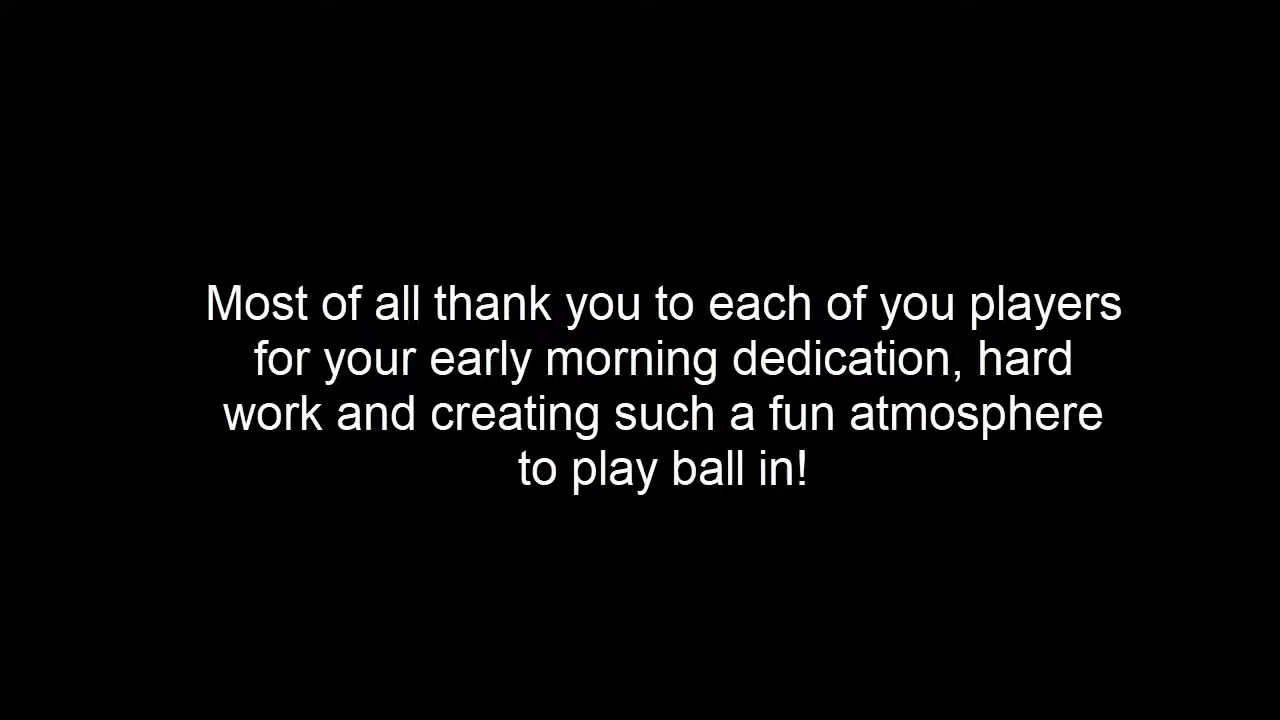 Most of all thank you to each of you players
for your early morning dedication, hard
work and creating such a fun atmosphere
to play ball in!